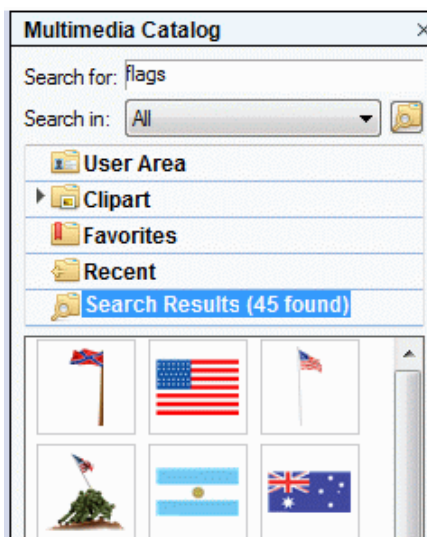 Multimedia Catalog
Search for: flags
Search in: All
User Area
Clipart
Favorites
Recent
Search Results (45 found)